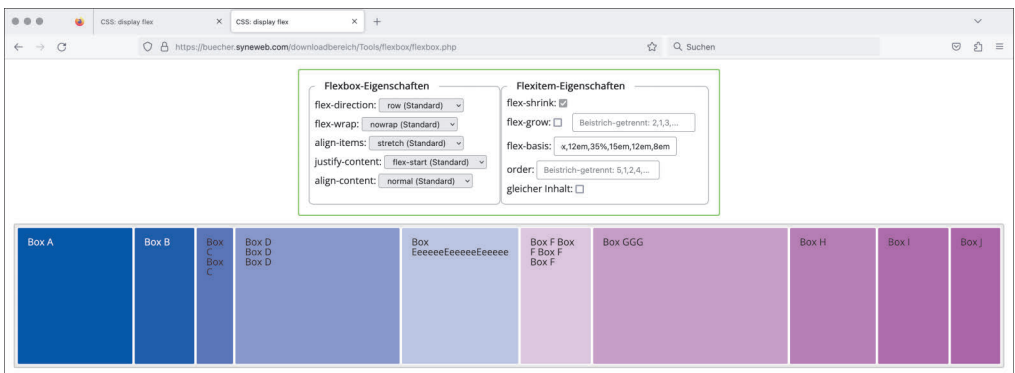 CSS: display flex
CSS: display flex
https://buecher.syneweb.com/downloadbereich/Tools/flexbox/flexbox.php
Suchen
Flexbox-Eigenschaften
flex-direction: row (Standard)
flex-wrap: nowrap (Standard)
align-items: stretch (Standard)
justify-content: flex-start (Standard)
align-content: normal (Standard)
Flexitem-Eigenschaften
flex-shrink:
flex-grow: Beistrich-getrennt: 2,1,3,...
flex-basis: x,12em,35%,15em,12em,8em
order: Beistrich-getrennt: 5,1,2,4,...
gleicher Inhalt:
Box A
Box B
Box
C
Box
C
Box D
Box D
Box D
Box
EeeeeeEeeeeeEeeeee
Box F Box
F Box F
Box F
Box GGG
Box H
Box I
Box J